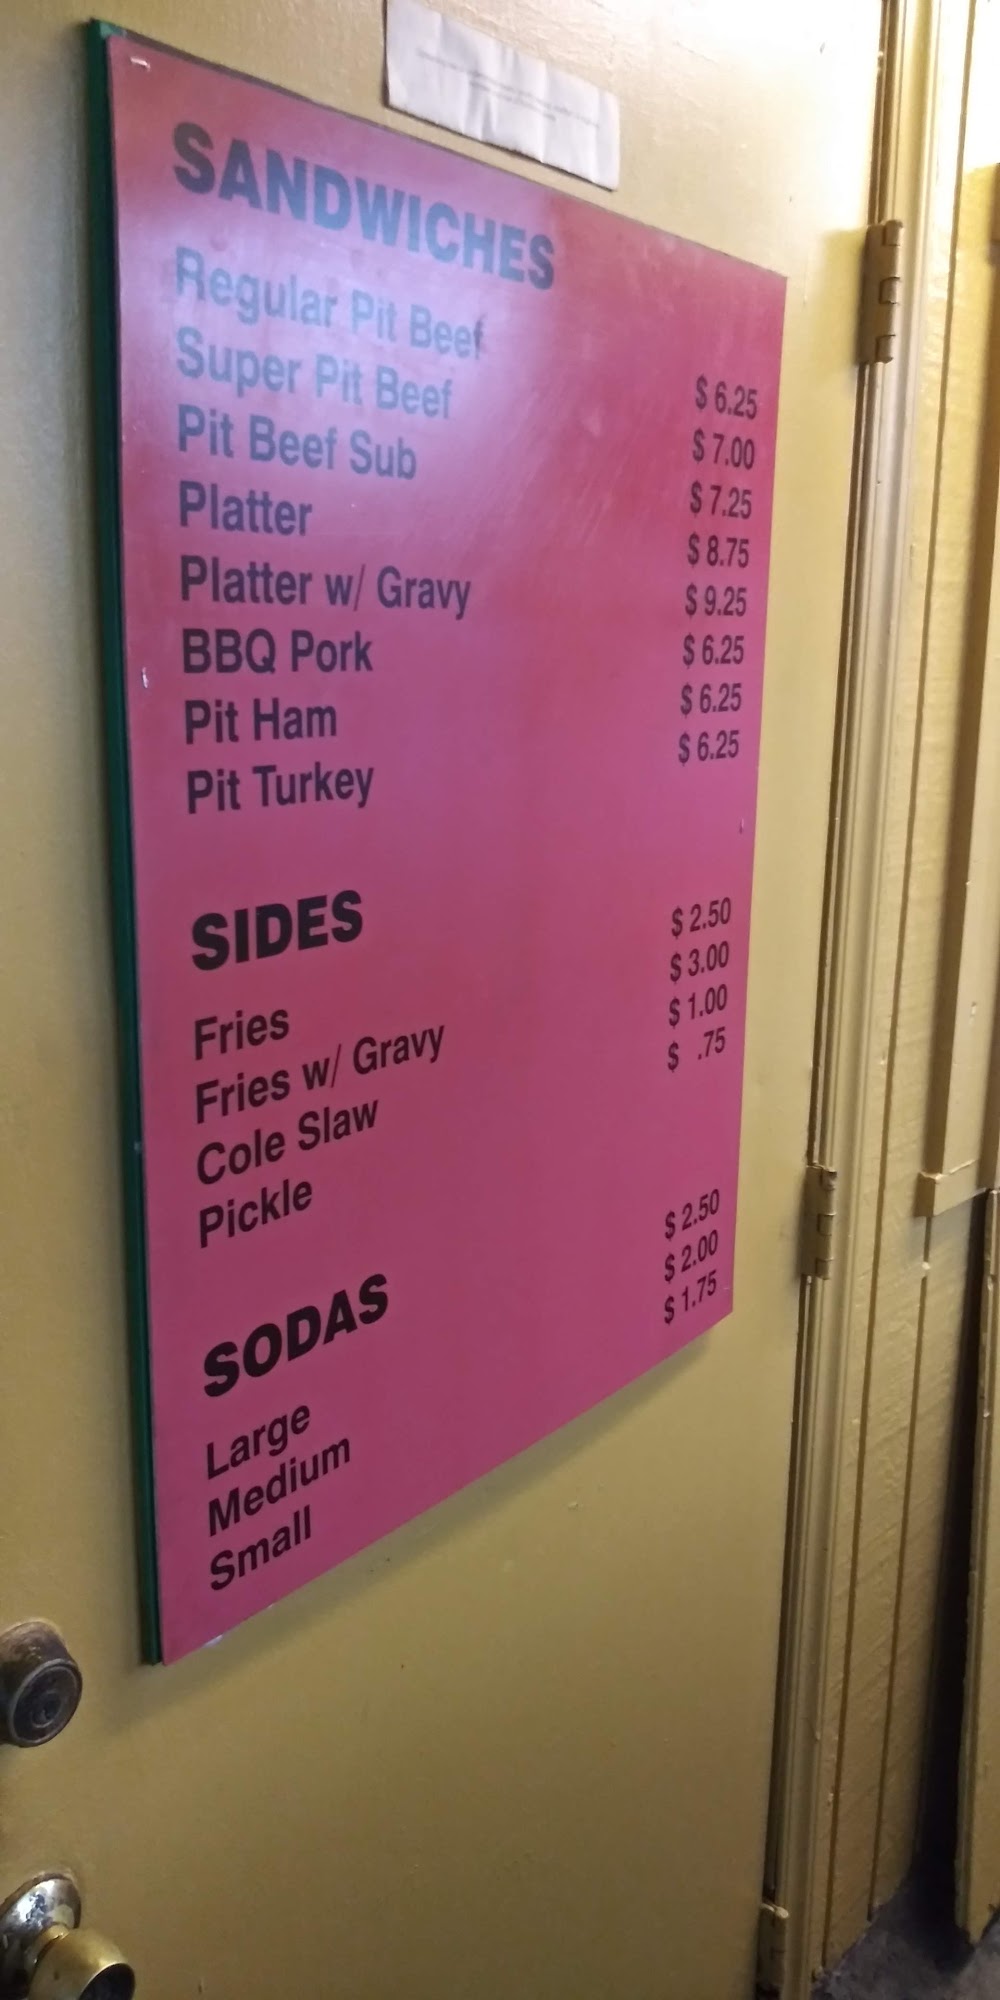 SANDWICHES
Regular Pit Beef $ 6.25
Super Pit Beef $ 7.00
Pit Beef Sub $ 7.25
Platter $ 8.75
Platter w/ Gravy $ 9.25
BBQ Pork $ 6.25
Pit Ham $ 6.25
Pit Turkey $ 6.25
SIDES
Fries $ 2.50
Fries w/ Gravy $ 3.00
Cole Slaw $ 1.00
Pickle $ .75
SODAS
Large $ 2.50
Medium $ 2.00
Small $ 1.75